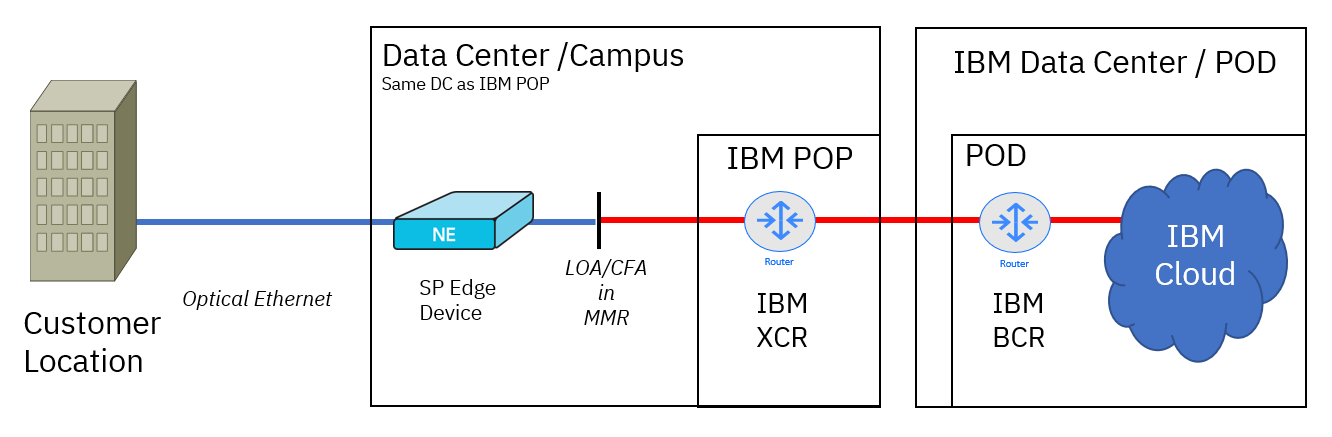 Data Center /Campus
Same DC as IBM POP
IBM Data Center / POD
IBM POP
POD
NE
Router
Router
IBM
Cloud
LOA/CFA
in
MMR
SP Edge
Device
Optical Ethernet
IBM
XCR
IBM
BCR
Customer
Location